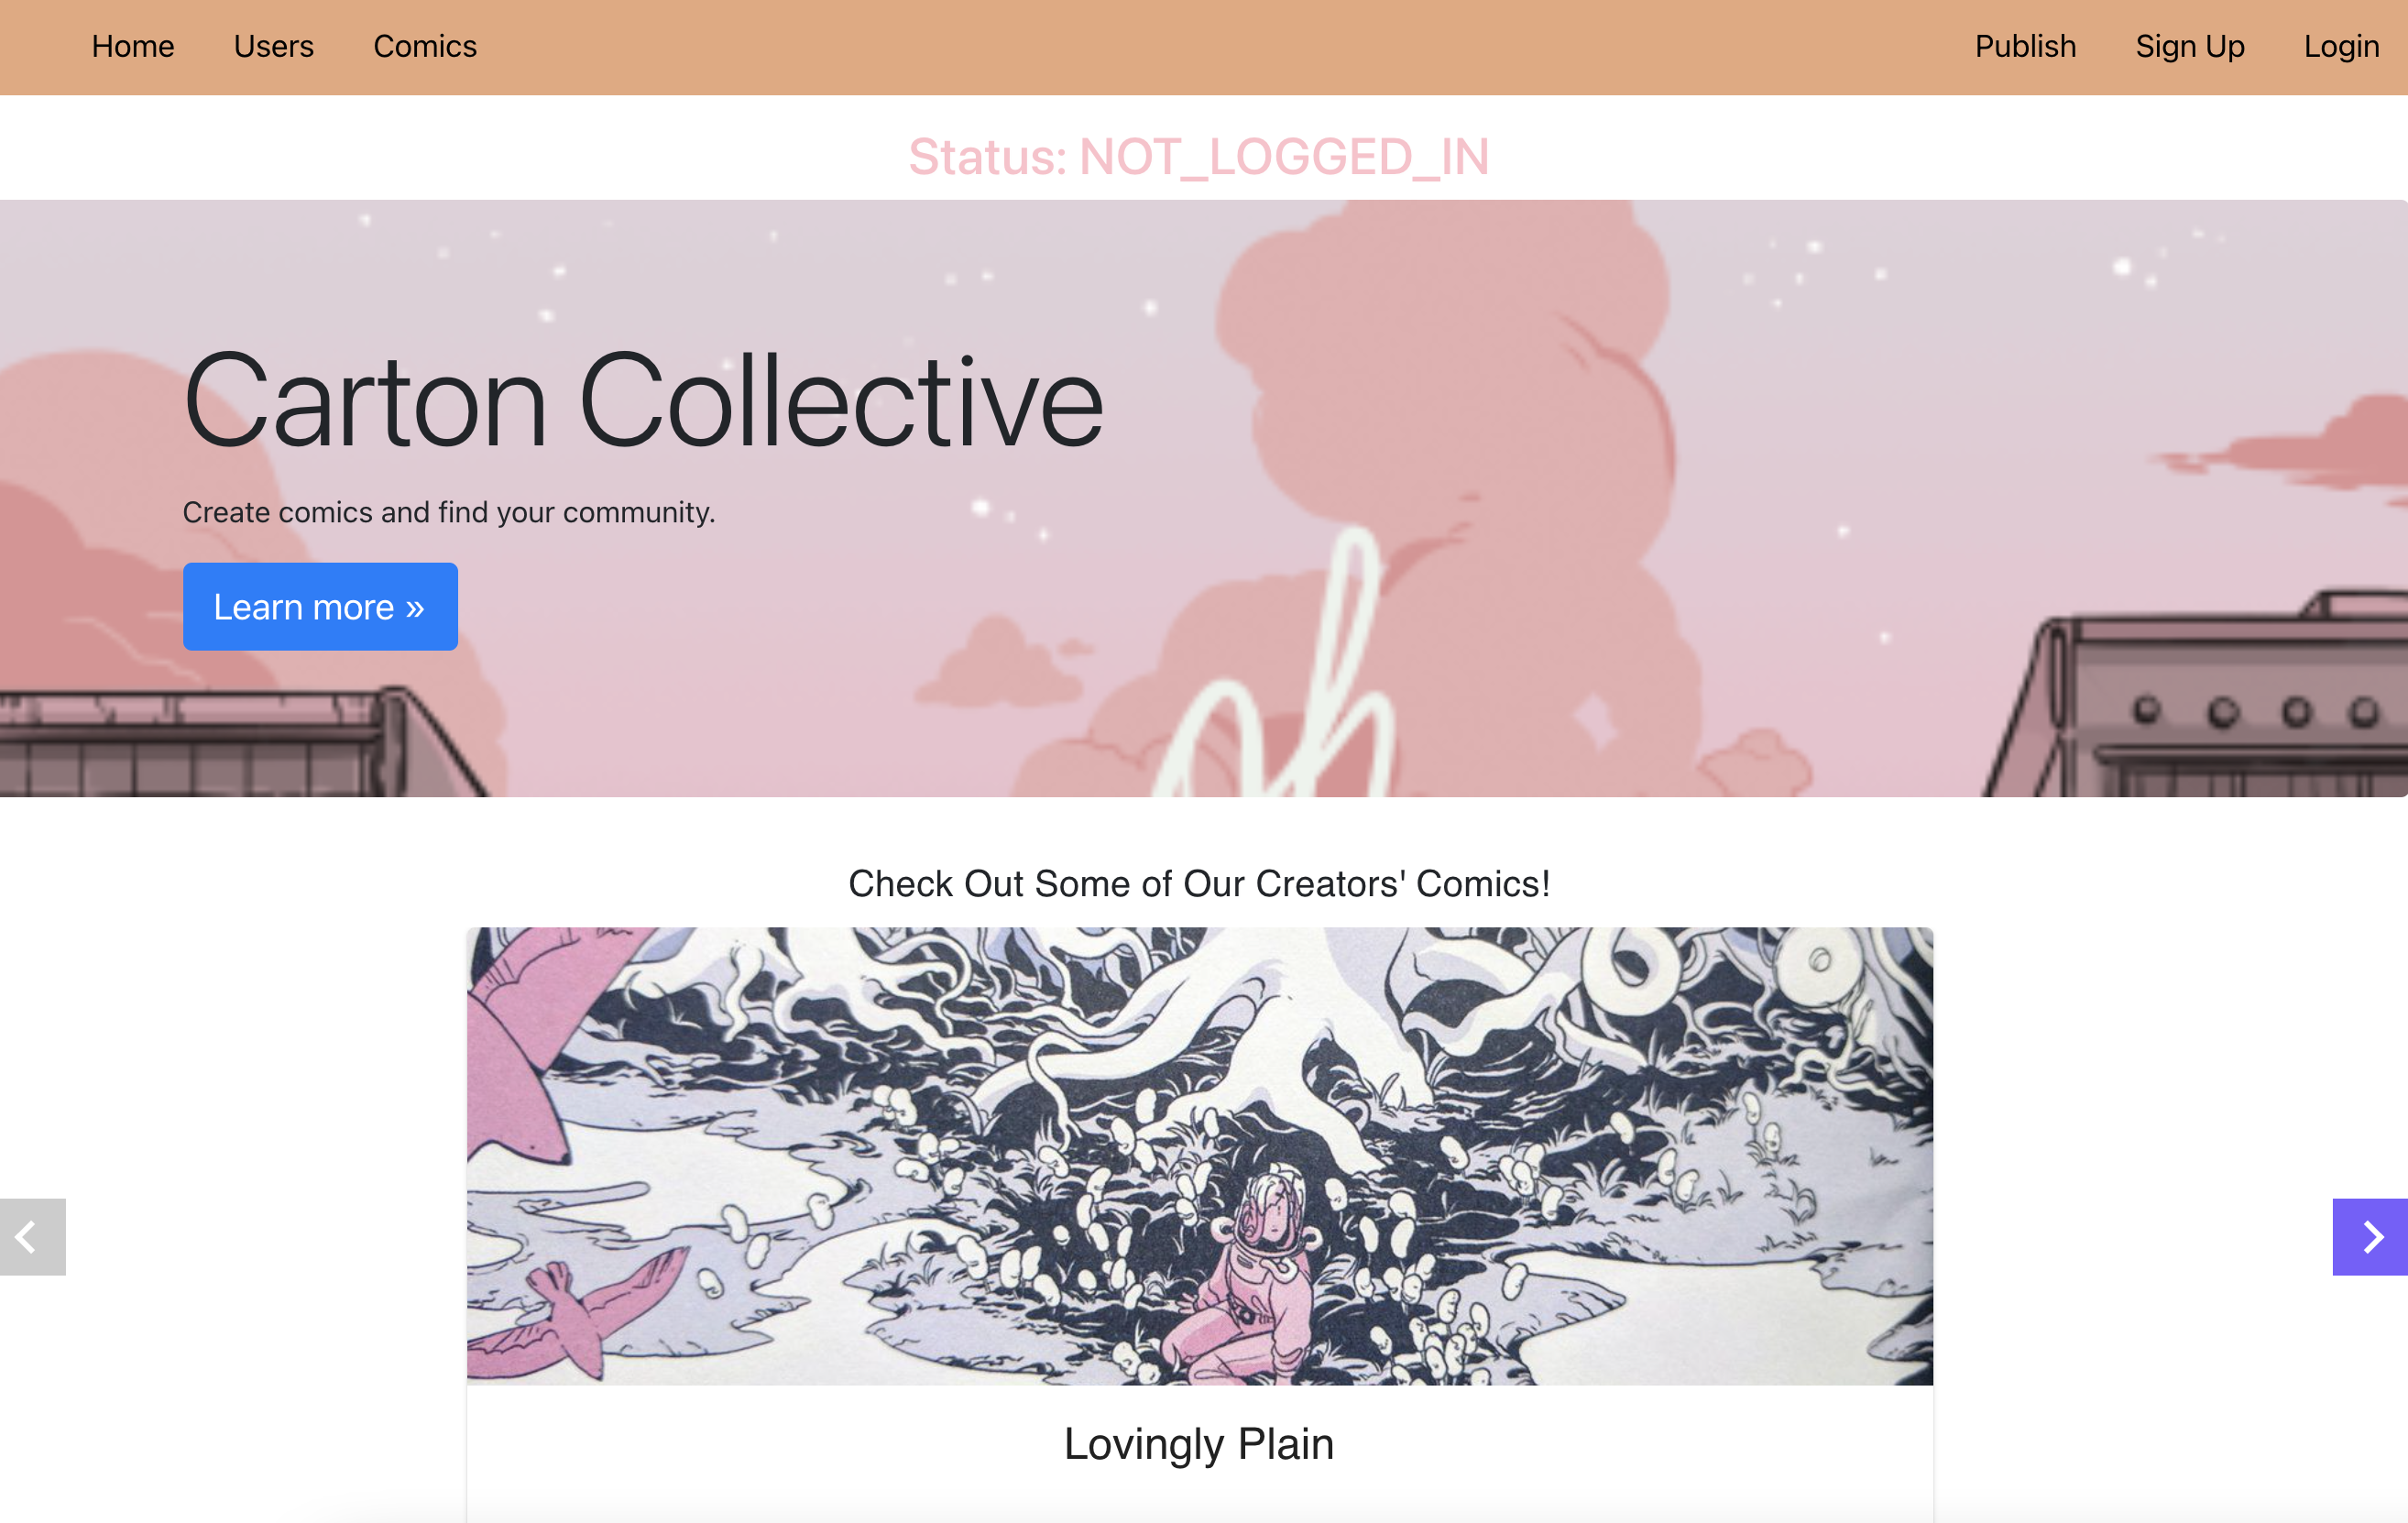 Home Users Comics Publish Sign Up Login
Status: NOT_LOGGED_IN
Carton Collective
Create comics and find your community.
Learn more »
oh
Check Out Some of Our Creators' Comics!
Lovingly Plain